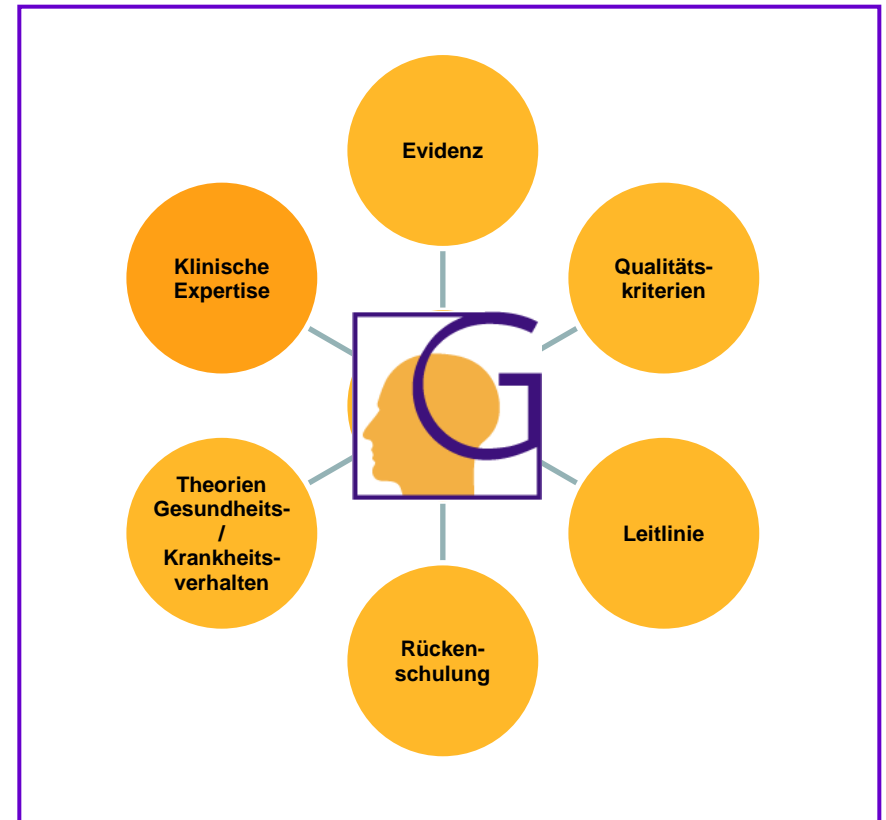 Evidenz
Klinische
Expertise
Qualitäts-
kriterien
G
Theorien
Gesundheits-
/
Krankheits-
verhalten
Leitlinie
Rücken-
schulung